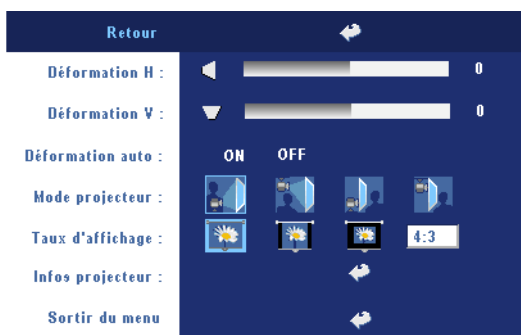 Retour
Déformation H : 0
Déformation V : 0
Déformation auto : ON OFF
Mode projecteur :
Taux d'affichage : 4:3
Infos projecteur :
Sortir du menu